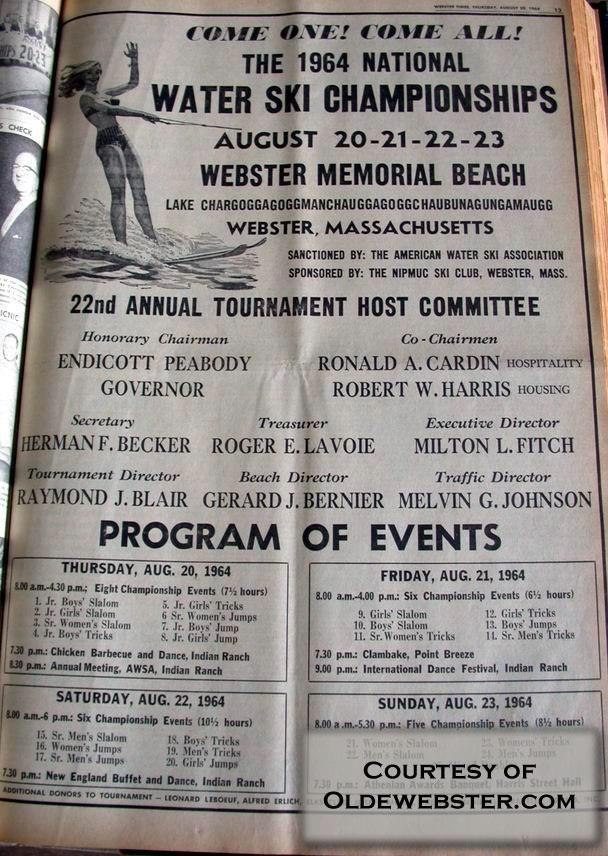 WEBSTER TIMES, THURSDAY, AUGUST 20, 1964 13
COME ONE! COME ALL!
THE 1964 NATIONAL
WATER SKI CHAMPIONSHIPS
AUGUST 20-21-22-23
WEBSTER MEMORIAL BEACH
LAKE CHARGOGGAGOGGMANCHAUGGAGOGGCHAUBUNAGUNGAMAUGG
WEBSTER, MASSACHUSETTS
SANCTIONED BY: THE AMERICAN WATER SKI ASSOCIATION
SPONSORED BY: THE NIPMUC SKI CLUB, WEBSTER, MASS.
22nd ANNUAL TOURNAMENT HOST COMMITTEE
Honorary Chairman
ENDICOTT PEABODY
GOVERNOR
Co-Chairmen
RONALD A. CARDIN HOSPITALITY
ROBERT W. HARRIS HOUSING
Secretary
HERMAN F. BECKER
Treasurer
ROGER E. LAVOIE
Executive Director
MILTON L. FITCH
Tournament Director
RAYMOND J. BLAIR
Beach Director
GERARD J. BERNIER
Traffic Director
MELVIN G. JOHNSON
PROGRAM OF EVENTS
THURSDAY, AUG. 20, 1964
8.00 a.m.-4.30 p.m.; Eight Championship Events (7½ hours)
1. Jr. Boys' Slalom
2. Jr. Girls' Slalom
3. Sr. Women's Slalom
4. Jr. Boys' Tricks
5. Jr. Girls' Tricks
6 Sr. Women's Jumps
7. Jr. Boys' Jump
8. Jr. Girls' Jump
7.30 p.m.: Chicken Barbecue and Dance, Indian Ranch
8.30 p.m.: Annual Meeting, AWSA, Indian Ranch
FRIDAY, AUG. 21, 1964
8.00 a.m.-4.00 p.m.: Six Championship Events (6½ hours)
9. Girls' Slalom
10. Boys' Slalom
11. Sr. Women's Tricks
12. Girls' Tricks
13. Boys' Jumps
14. Sr. Men's Tricks
7.30 p.m.: Clambake, Point Breeze
9.00 p.m.: International Dance Festival, Indian Ranch
SATURDAY, AUG. 22, 1964
8.00 a.m.-6 p.m.: Six Championship Events (10½ hours)
15. Sr. Men's Slalom
16. Women's Jumps
17. Sr. Men's Jumps
18. Boys' Tricks
19. Men's Tricks
20. Girls' Jumps
7.30 p.m.: New England Buffet and Dance, Indian Ranch
SUNDAY, AUG. 23, 1964
8.00 a.m.-5.30 p.m.: Five Championship Events (8½ hours)
21. Women's Slalom
22. Men's Slalom
23. Womens' Tricks
24. Men's Jumps
7.30 p.m.: Athenian Awards Banquet, Harris Street Hall
ADDITIONAL DONORS TO TOURNAMENT — LEONARD LEBOEUF, ALFRED ERLICH,
S CHECK
PICNIC
20-23
Courtesy of
Oldewebster.com